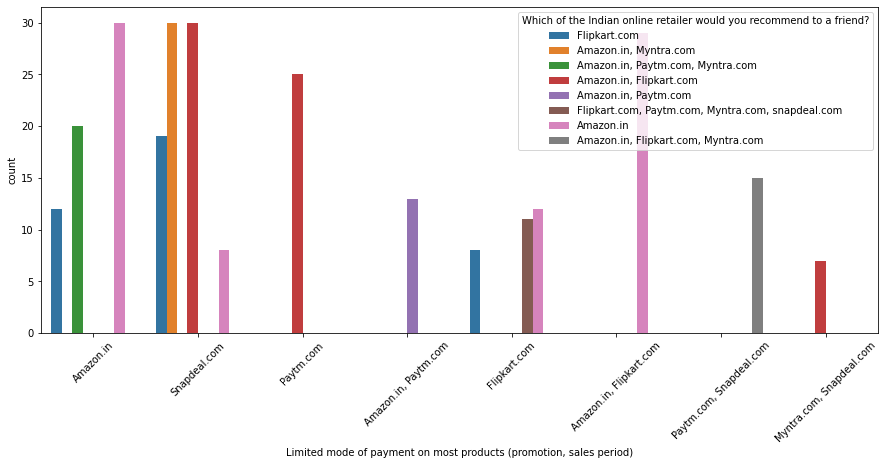 Which of the Indian online retailer would you recommend to a friend?
Flipkart.com
Amazon.in, Myntra.com
Amazon.in, Paytm.com, Myntra.com
Amazon.in, Flipkart.com
Amazon.in, Paytm.com
Flipkart.com, Paytm.com, Myntra.com, snapdeal.com
Amazon.in
Amazon.in, Flipkart.com, Myntra.com
30
25
20
15
10
5
0
count
Amazon.in
Snapdeal.com
Paytm.com
Amazon.in, Paytm.com
Flipkart.com
Amazon.in, Flipkart.com
Paytm.com, Snapdeal.com
Myntra.com, Snapdeal.com
Limited mode of payment on most products (promotion, sales period)